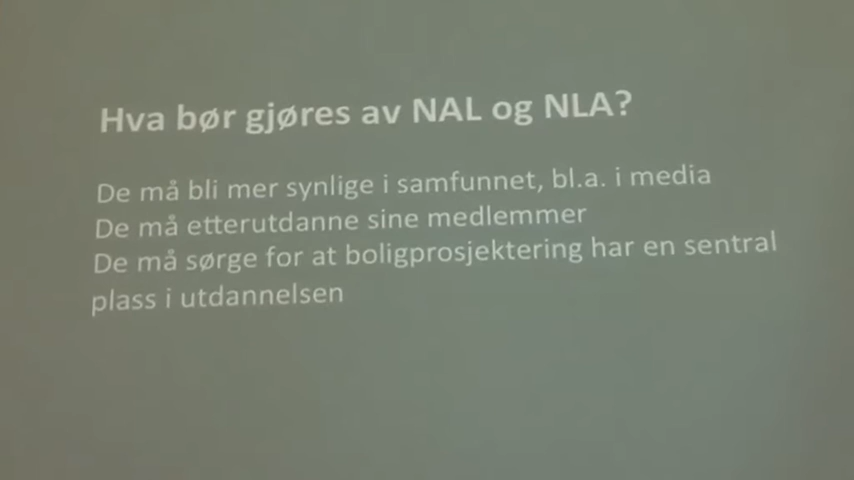 Hva bør gjøres av NAL og NLA?
De må bli mer synlige i samfunnet, bl.a. i media
De må etterutdanne sine medlemmer
De må sørge for at boligprosjektering har en sentral
plass i utdannelsen